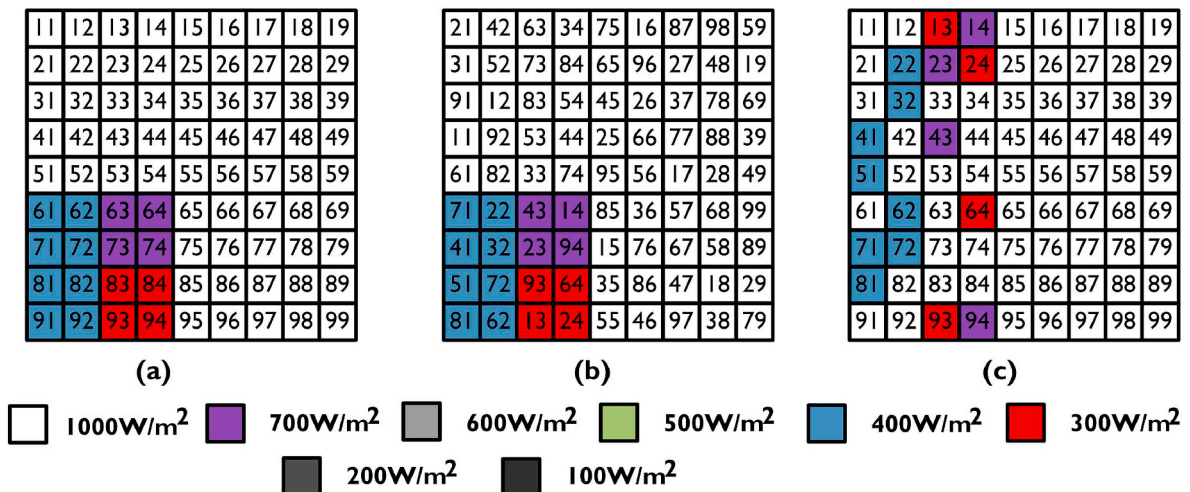 11 12 13 14 15 16 17 18 19
21 22 23 24 25 26 27 28 29
31 32 33 34 35 36 37 38 39
41 42 43 44 45 46 47 48 49
51 52 53 54 55 56 57 58 59
61 62 63 64 65 66 67 68 69
71 72 73 74 75 76 77 78 79
81 82 83 84 85 86 87 88 89
91 92 93 94 95 96 97 98 99
(a)
21 42 63 34 75 16 87 98 59
31 52 73 84 65 96 27 48 19
91 12 83 54 45 26 37 78 69
11 92 53 44 25 66 77 88 39
61 82 33 74 95 56 17 28 49
71 22 43 14 85 36 57 68 99
41 32 23 94 15 76 67 58 89
51 72 93 64 35 86 47 18 29
81 62 13 24 55 46 97 38 79
(b)
11 12 13 14 15 16 17 18 19
21 22 23 24 25 26 27 28 29
31 32 33 34 35 36 37 38 39
41 42 43 44 45 46 47 48 49
51 52 53 54 55 56 57 58 59
61 62 63 64 65 66 67 68 69
71 72 73 74 75 76 77 78 79
81 82 83 84 85 86 87 88 89
91 92 93 94 95 96 97 98 99
(c)
1000W/m² 700W/m² 600W/m² 500W/m² 400W/m² 300W/m²
200W/m² 100W/m²